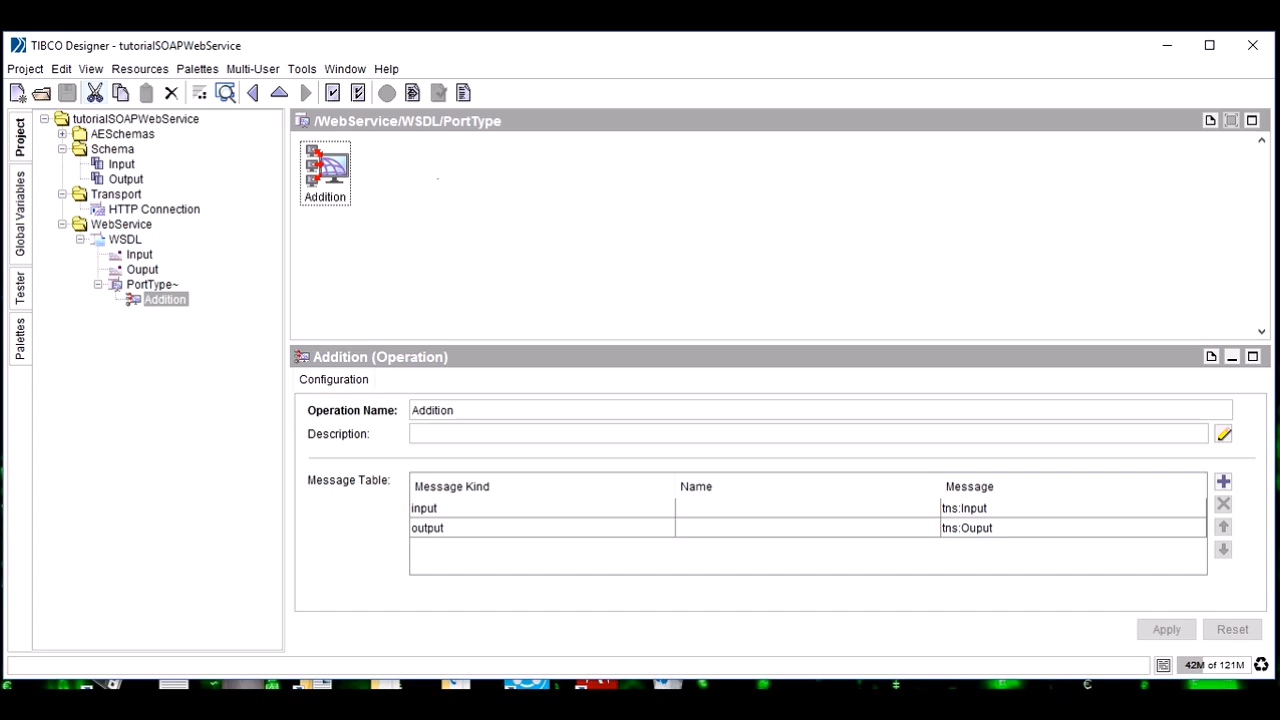 TIBCO Designer - tutorialSOAPWebService
Project Edit View Resources Palettes Multi-User Tools Window Help
Project
Global Variables
Tester
Palettes
tutorialSOAPWebService
AESchemas
Schema
Input
Output
Transport
HTTP Connection
WebService
WSDL
Input
Ouput
PortType~
Addition
/WebService/WSDL/PortType
Addition
Addition (Operation)
Configuration
Operation Name: Addition
Description:
Message Table:
Message Kind Name Message
input tns:Input
output tns:Ouput
Apply Reset
42M of 121M